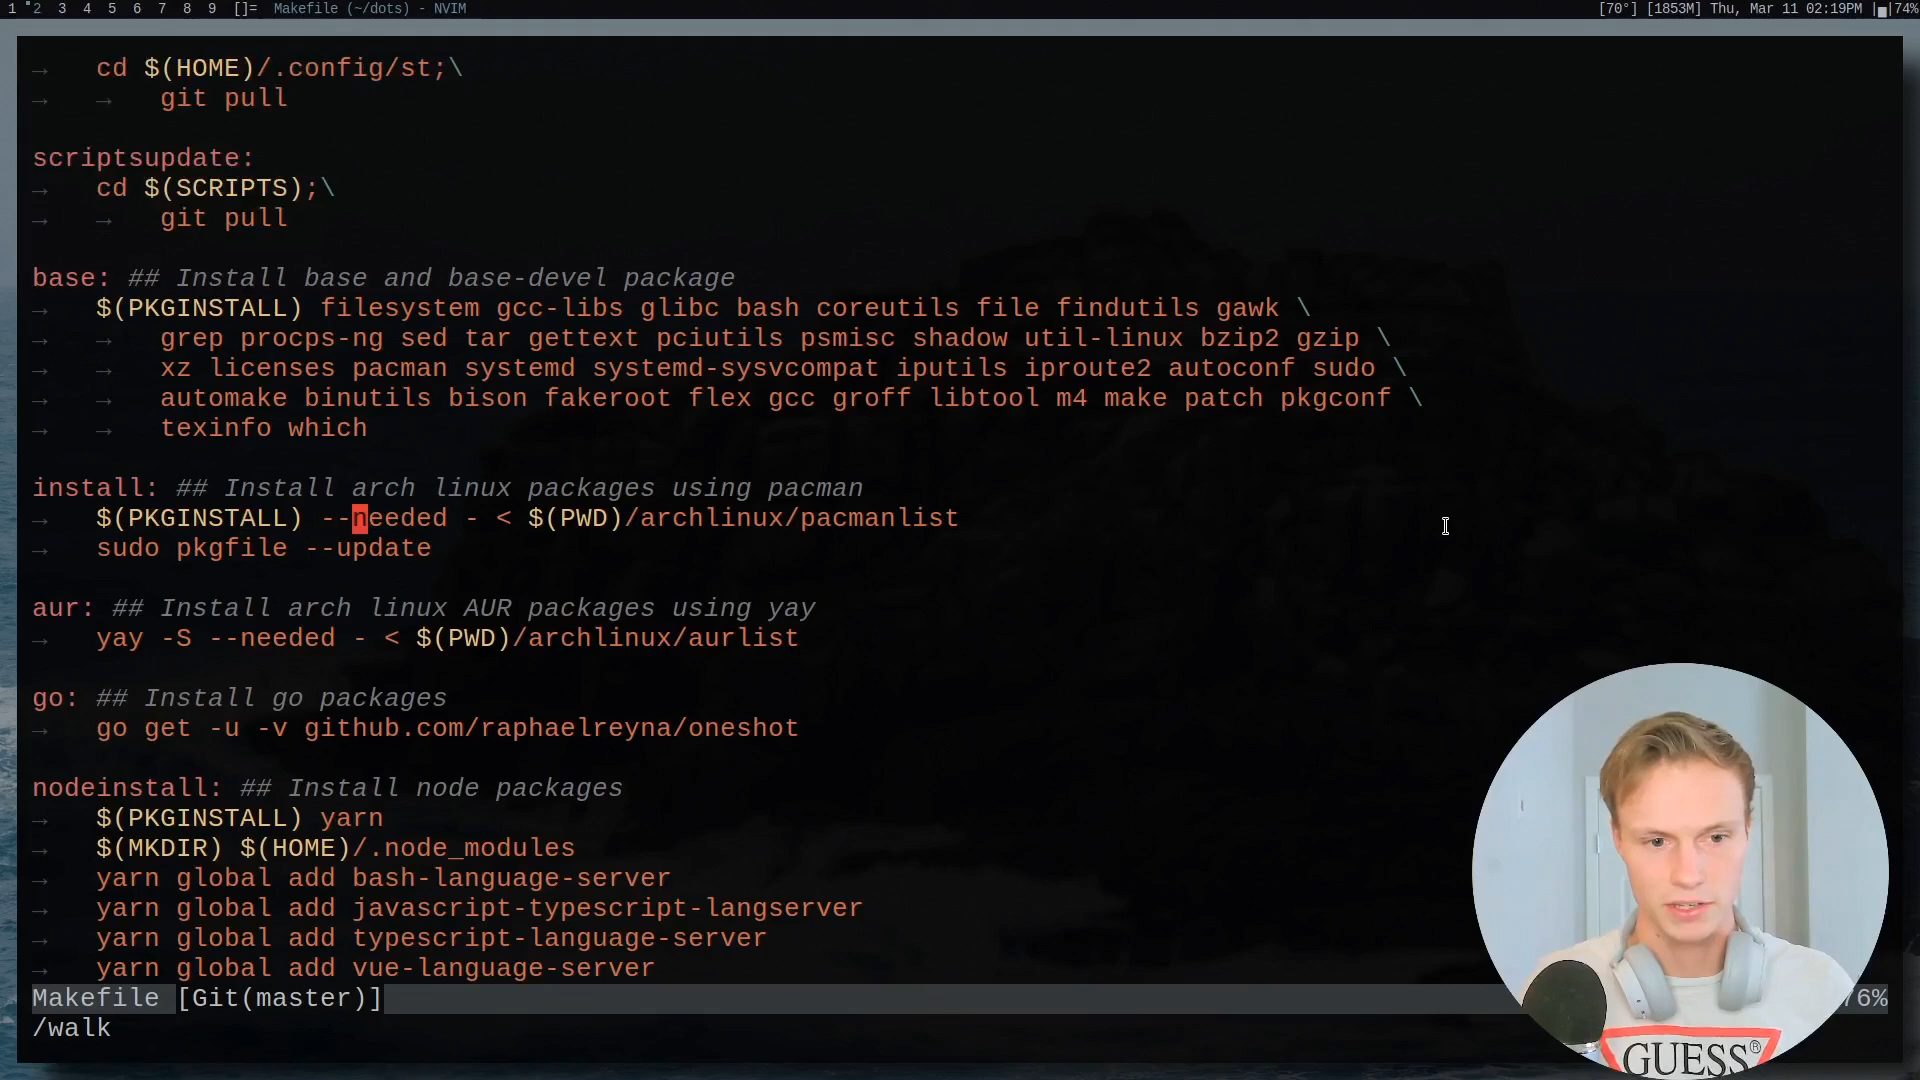 1 2 3 4 5 6 7 8 9 []= Makefile (~/dots) - NVIM [70°] [1853M] Thu, Mar 11 02:19PM 74%
→ cd $(HOME)/.config/st;\
→ → git pull
scriptsupdate:
→ cd $(SCRIPTS);\
→ → git pull
base: ## Install base and base-devel package
→ $(PKGINSTALL) filesystem gcc-libs glibc bash coreutils file findutils gawk \
→ → grep procps-ng sed tar gettext pciutils psmisc shadow util-linux bzip2 gzip \
→ → xz licenses pacman systemd systemd-sysvcompat iputils iproute2 autoconf sudo \
→ → automake binutils bison fakeroot flex gcc groff libtool m4 make patch pkgconf \
→ → texinfo which
install: ## Install arch linux packages using pacman
→ $(PKGINSTALL) --needed - < $(PWD)/archlinux/pacmanlist
→ sudo pkgfile --update
aur: ## Install arch linux AUR packages using yay
→ yay -S --needed - < $(PWD)/archlinux/aurlist
go: ## Install go packages
→ go get -u -v github.com/raphaelreyna/oneshot
nodeinstall: ## Install node packages
→ $(PKGINSTALL) yarn
→ $(MKDIR) $(HOME)/.node_modules
→ yarn global add bash-language-server
→ yarn global add javascript-typescript-langserver
→ yarn global add typescript-language-server
→ yarn global add vue-language-server
Makefile [Git(master)] 6%
/walk
GUESS®